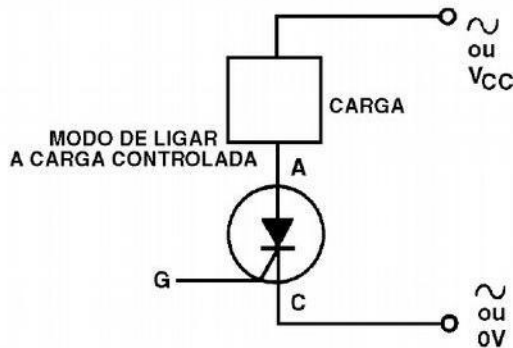 ∼
ou
VCC
CARGA
MODO DE LIGAR
A CARGA CONTROLADA
A
G
C
∼
ou
0V